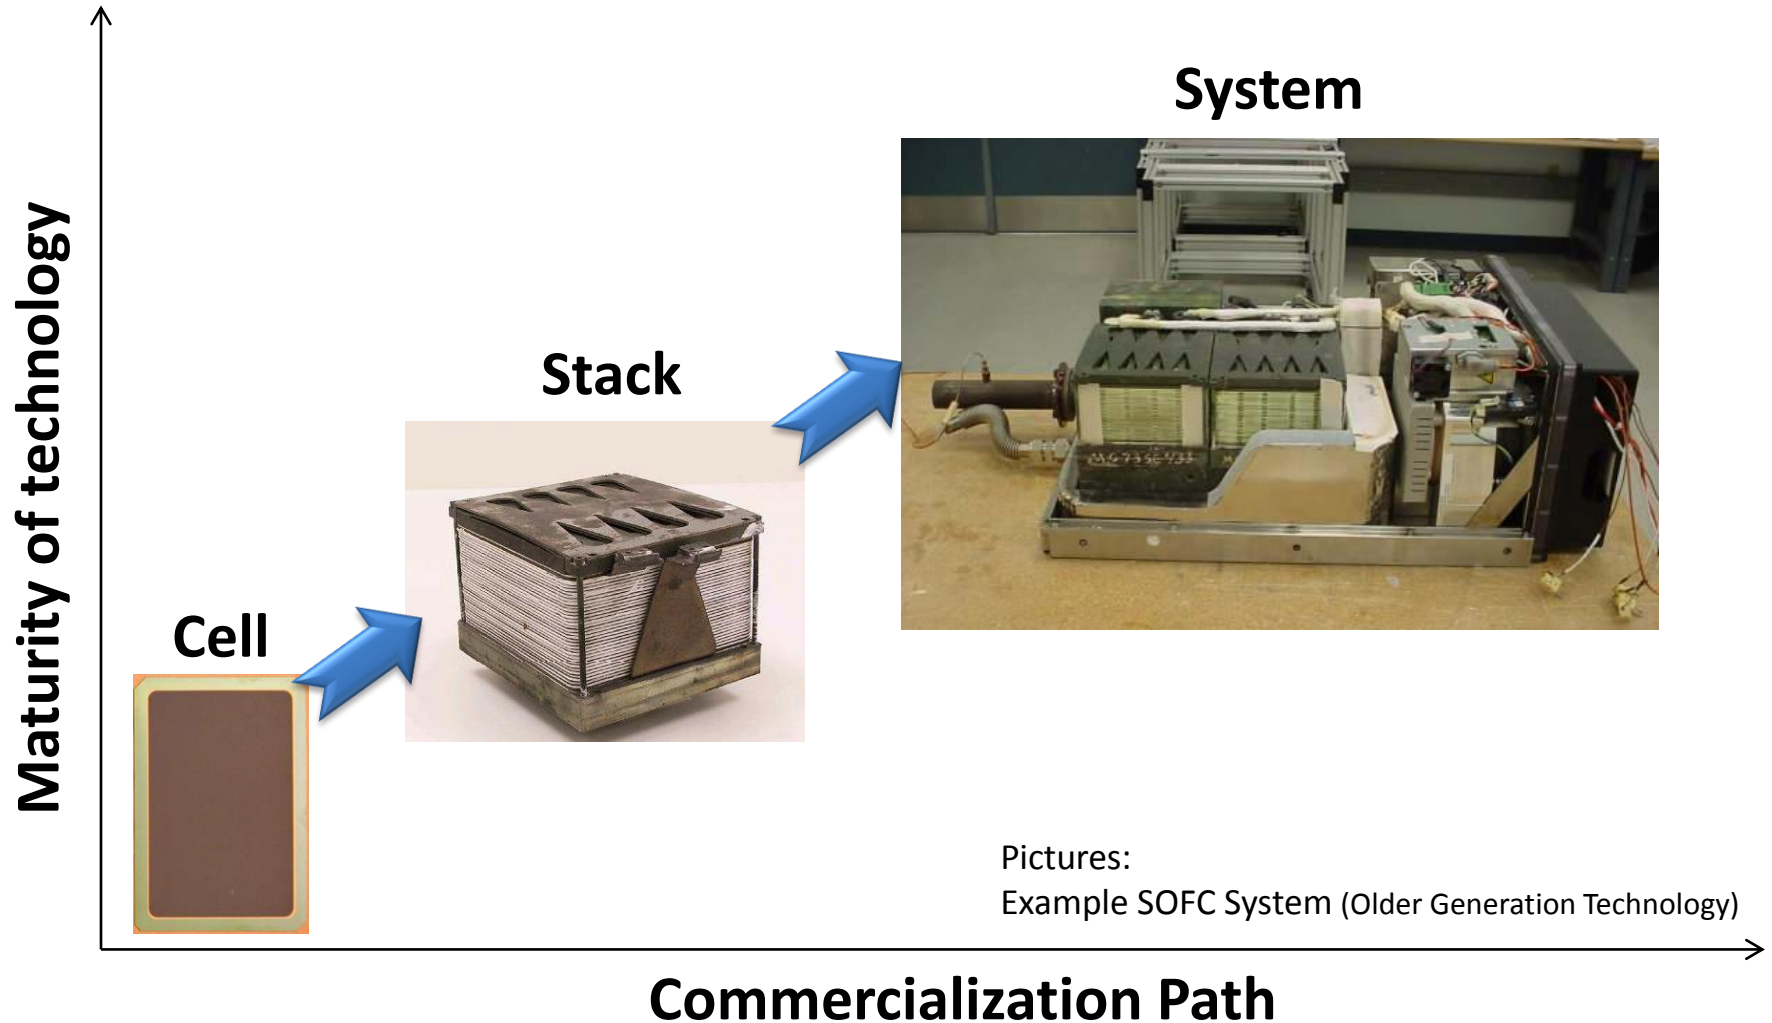 System
Stack
Cell
Maturity of technology
Pictures:
Example SOFC System (Older Generation Technology)
Commercialization Path